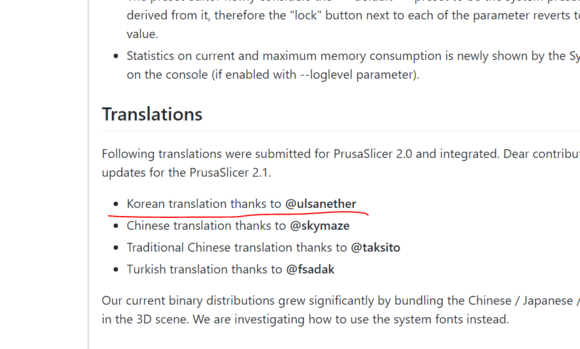 derived from it, therefore the "lock" button next to each of the parameter reverts to
value.
Statistics on current and maximum memory consumption is newly shown by the Sy
on the console (if enabled with --loglevel parameter).
Translations
Following translations were submitted for PrusaSlicer 2.0 and integrated. Dear contribu
updates for the PrusaSlicer 2.1.
Korean translation thanks to @ulsanether
Chinese translation thanks to @skymaze
Traditional Chinese translation thanks to @taksito
Turkish translation thanks to @fsadak
Our current binary distributions grew significantly by bundling the Chinese / Japanese /
in the 3D scene. We are investigating how to use the system fonts instead.